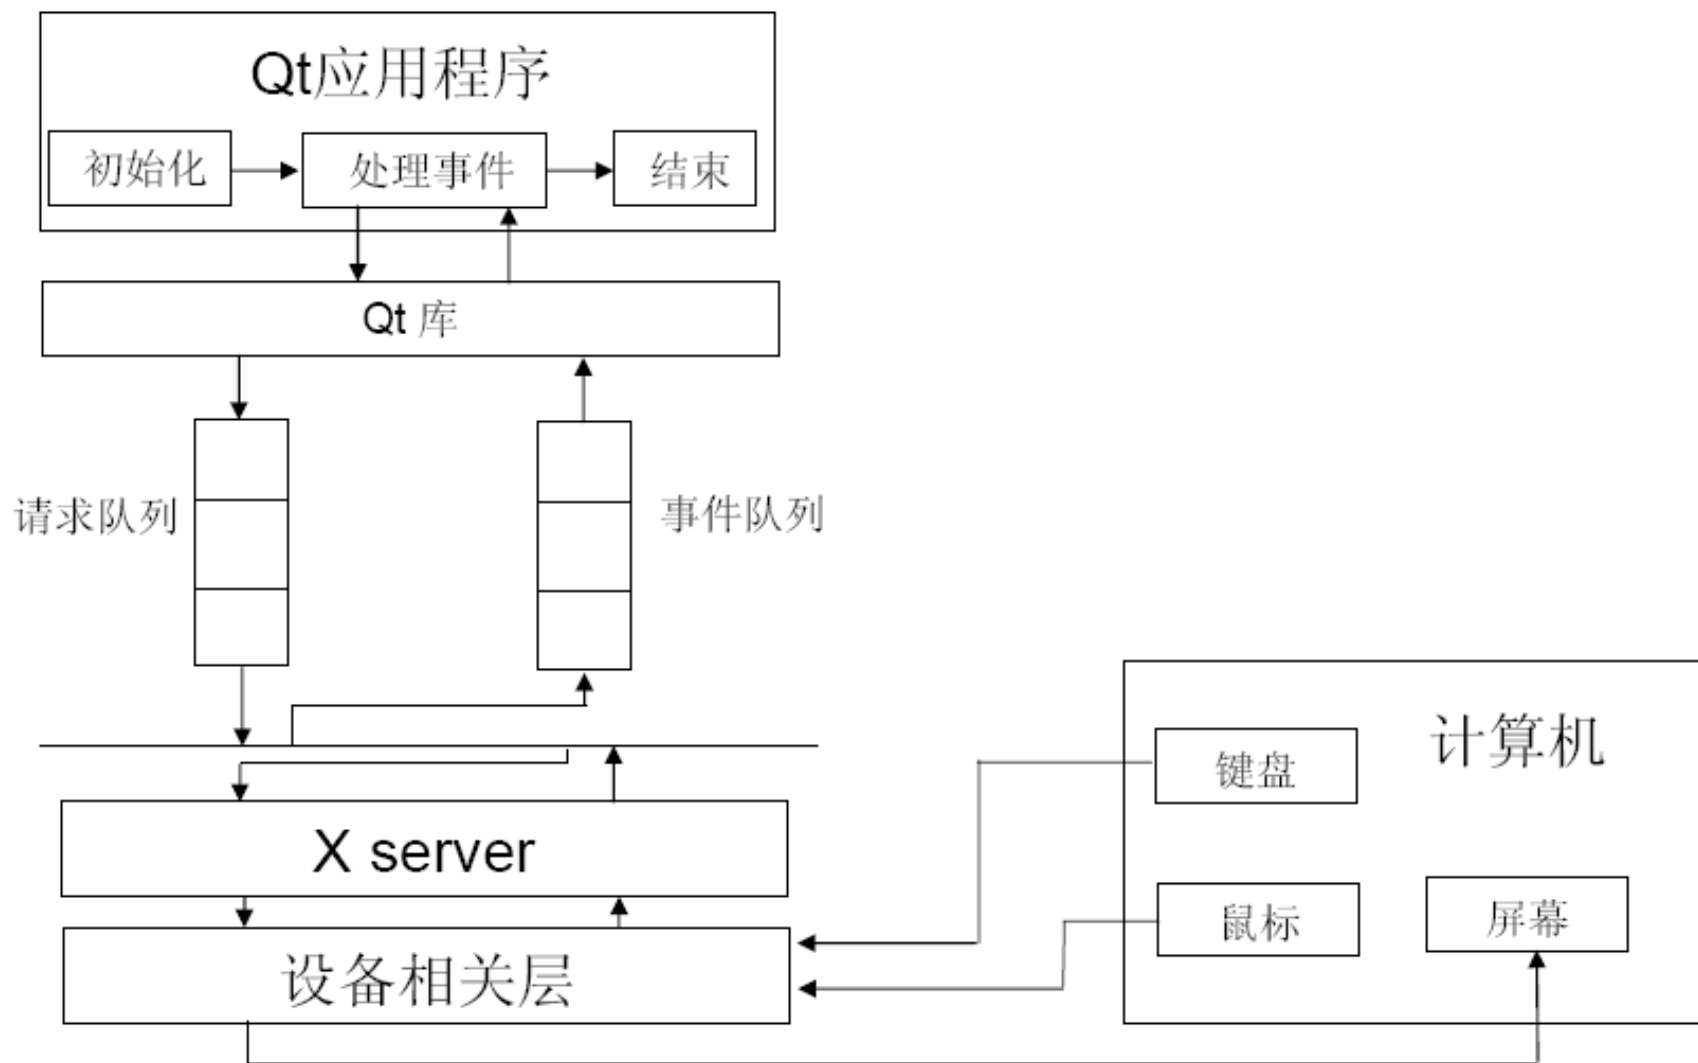 Qt应用程序
初始化
处理事件
结束
Qt 库
请求队列
事件队列
计算机
键盘
X server
鼠标
屏幕
设备相关层